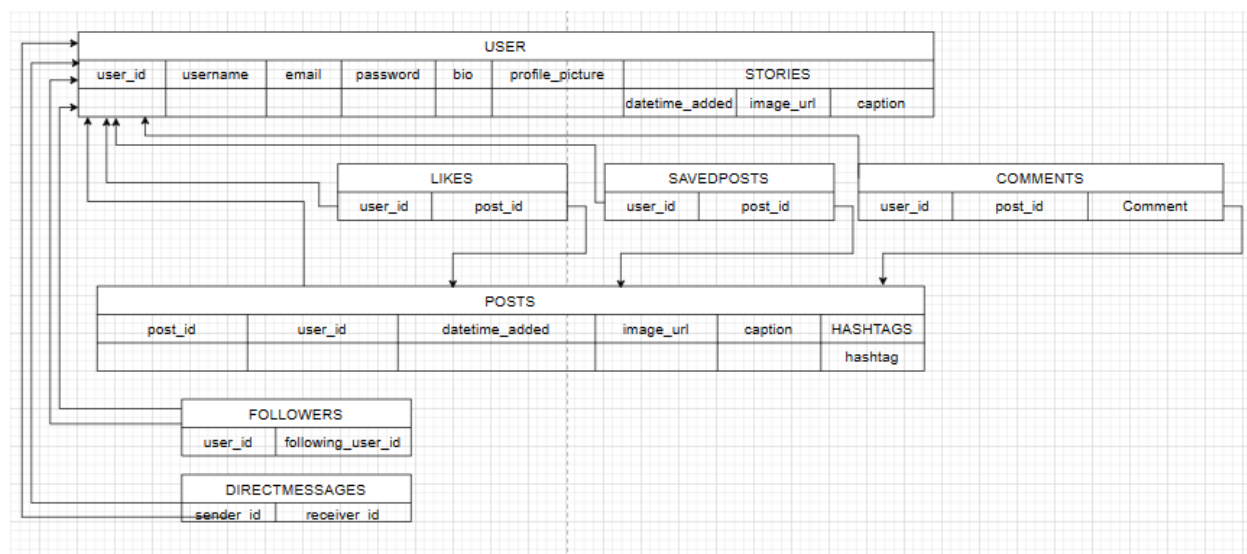 USER
user_id username email password bio profile_picture STORIES
datetime_added image_url caption
LIKES SAVEDPOSTS COMMENTS
user_id post_id user_id post_id user_id post_id Comment
POSTS
post_id user_id datetime_added image_url caption HASHTAGS
hashtag
FOLLOWERS
user_id following_user_id
DIRECTMESSAGES
sender_id receiver_id